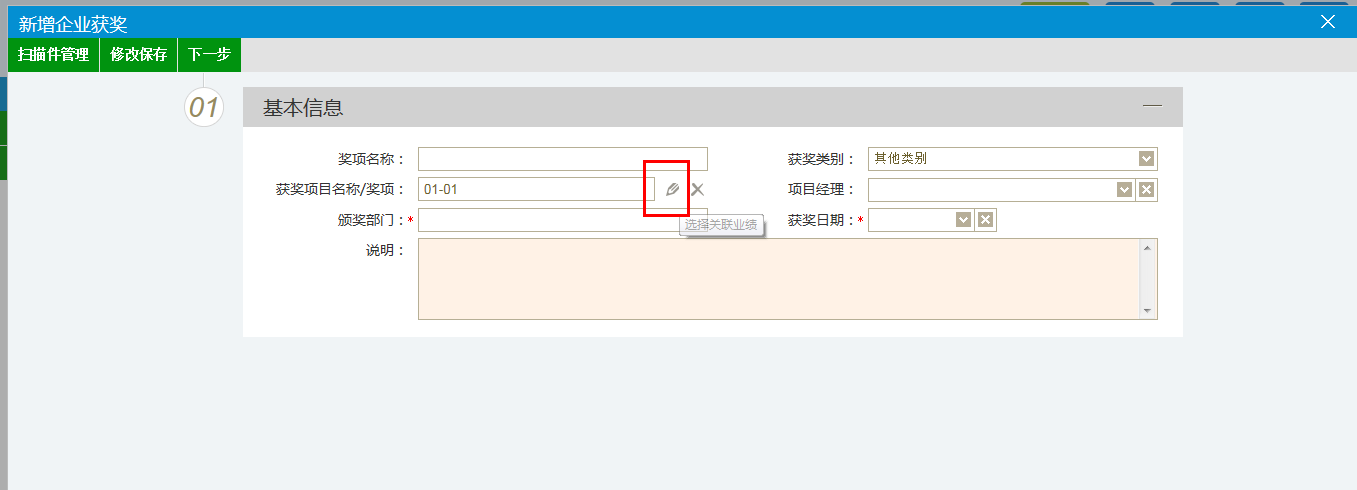 新增企业获奖
扫描件管理 修改保存 下一步
01 基本信息
奖项名称： 获奖类别： 其他类别
获奖项目名称/奖项： 01-01 项目经理：
选择关联业绩
颁奖部门：* 获奖日期：*
说明：